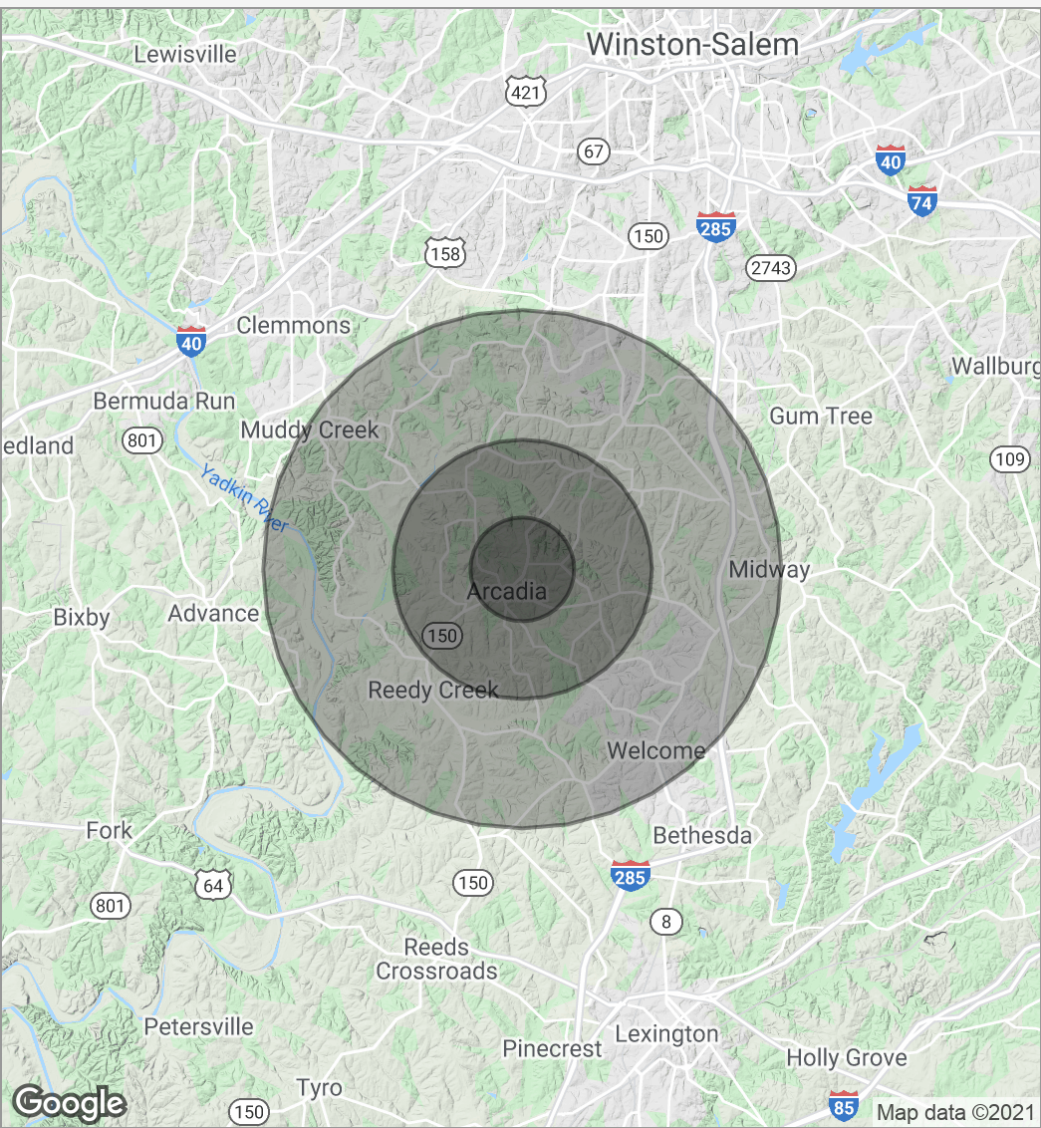 Winston-Salem
Lewisville
421
67
40
74
285
150
158
2743
Clemmons
40
Wallburg
Bermuda Run
Gum Tree
Muddy Creek
801
edland
109
Yadkin River
Midway
Arcadia
Bixby
Advance
150
Reedy Creek
Welcome
Fork
Bethesda
285
150
64
801
8
Reeds
Crossroads
Petersville
Lexington
Pinecrest
Holly Grove
Tyro
Google
150
85
Map data ©2021